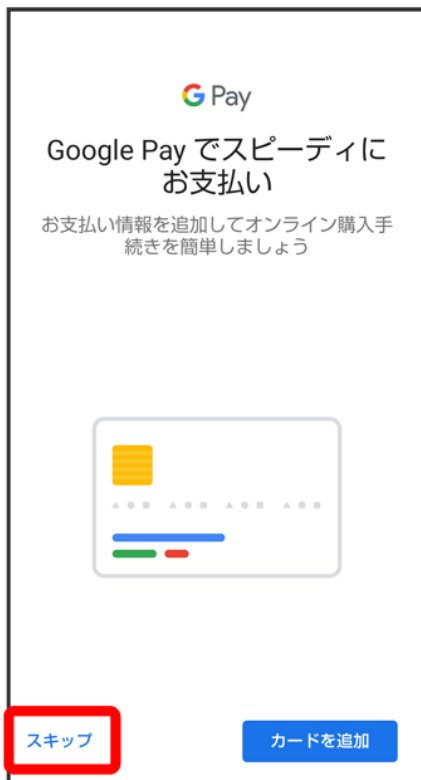 G Pay
Google Pay でスピーディに
お支払い
お支払い情報を追加してオンライン購入手
続きを簡単しましょう
スキップ
カードを追加